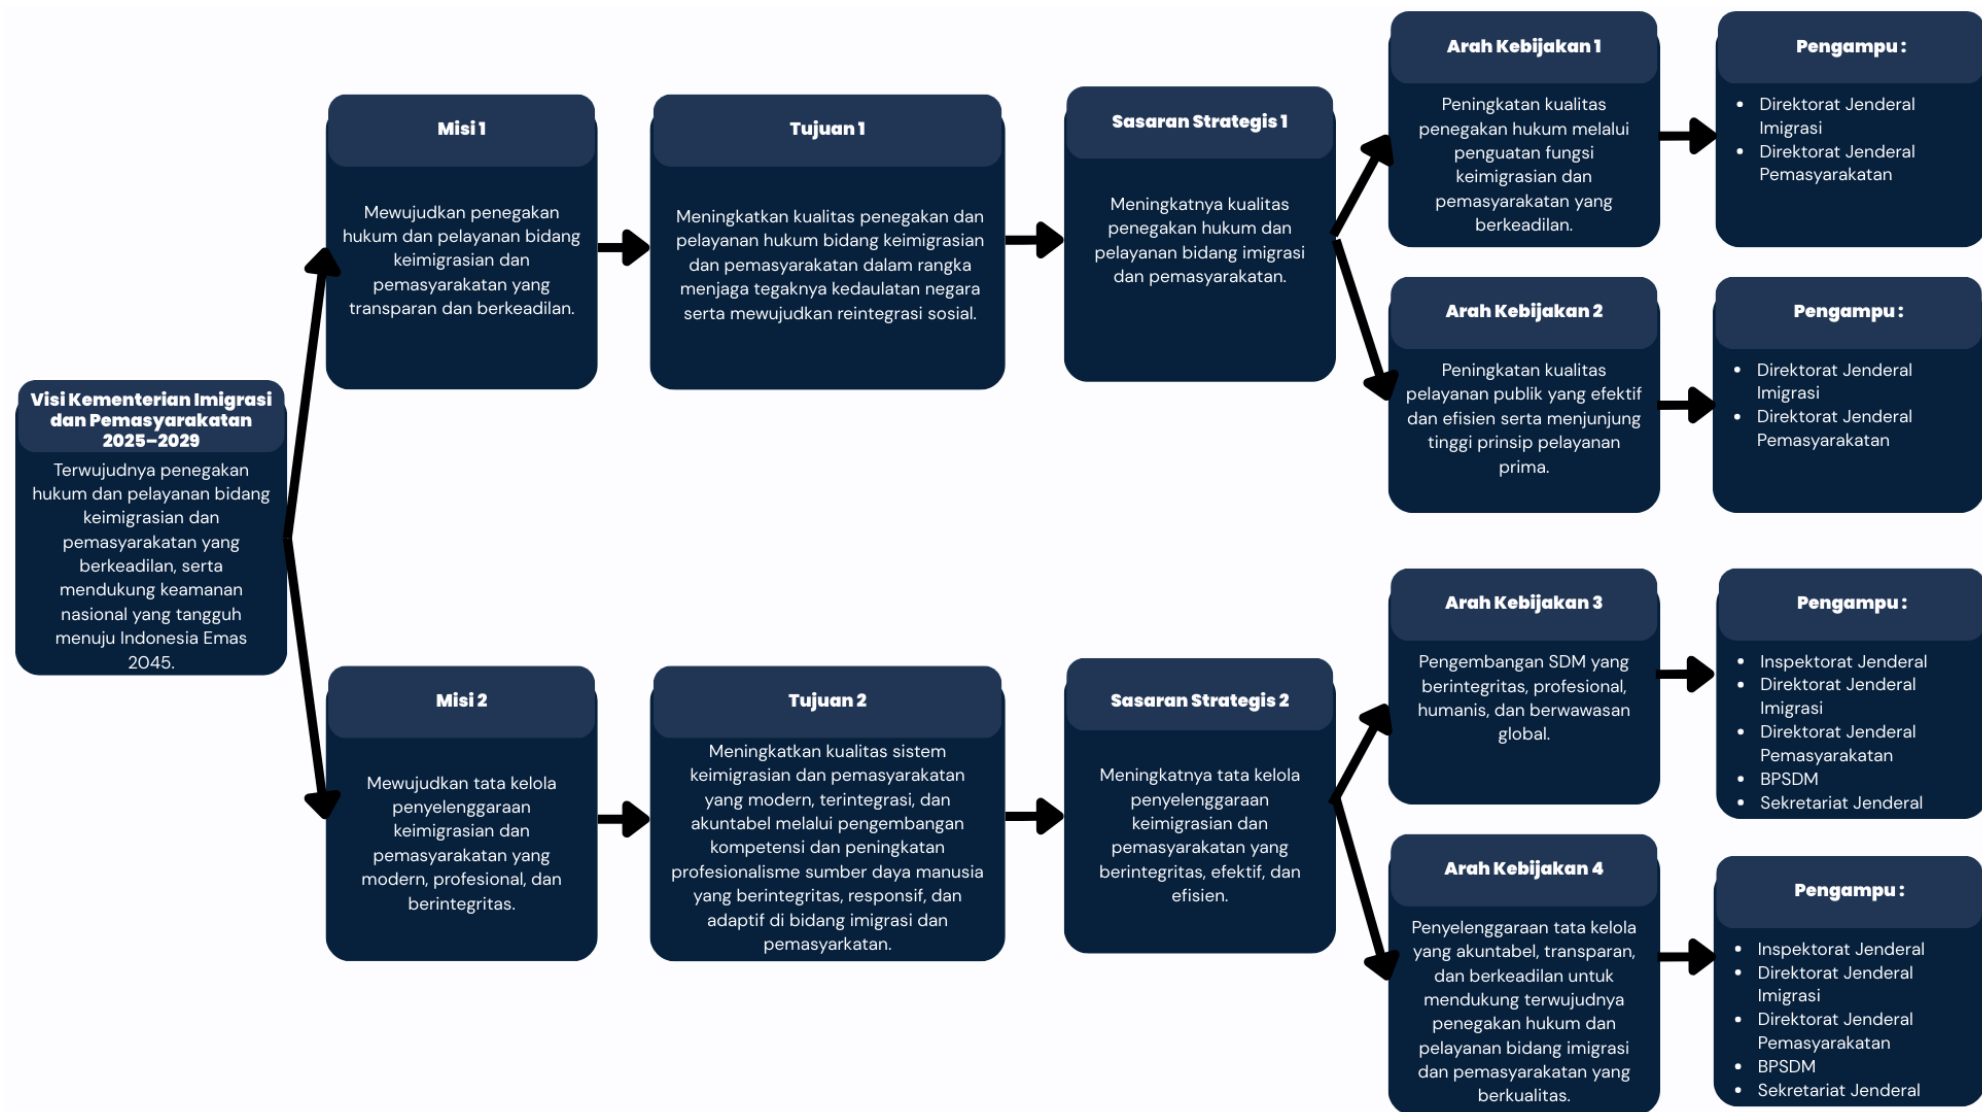 Visi Kementerian Imigrasi
dan Pemasyarakatan
2025–2029
Terwujudnya penegakan
hukum dan pelayanan bidang
keimigrasian dan
pemasyarakatan yang
berkeadilan, serta
mendukung keamanan
nasional yang tangguh
menuju Indonesia Emas
2045.
Misi 1
Mewujudkan penegakan
hukum dan pelayanan bidang
keimigrasian dan
pemasyarakatan yang
transparan dan berkeadilan.
Tujuan 1
Meningkatkan kualitas penegakan dan
pelayanan hukum bidang keimigrasian
dan pemasyarakatan dalam rangka
menjaga tegaknya kedaulatan negara
serta mewujudkan reintegrasi sosial.
Sasaran Strategis 1
Meningkatnya kualitas
penegakan hukum dan
pelayanan bidang imigrasi
dan pemasyarakatan.
Arah Kebijakan 1
Peningkatan kualitas
penegakan hukum melalui
penguatan fungsi
keimigrasian dan
pemasyarakatan yang
berkeadilan.
Pengampu :
• Direktorat Jenderal
Imigrasi
• Direktorat Jenderal
Pemasyarakatan
Arah Kebijakan 2
Peningkatan kualitas
pelayanan publik yang efektif
dan efisien serta menjunjung
tinggi prinsip pelayanan
prima.
Pengampu :
• Direktorat Jenderal
Imigrasi
• Direktorat Jenderal
Pemasyarakatan
Misi 2
Mewujudkan tata kelola
penyelenggaraan
keimigrasian dan
pemasyarakatan yang
modern, profesional, dan
berintegritas.
Tujuan 2
Meningkatkan kualitas sistem
keimigrasian dan pemasyarakatan
yang modern, terintegrasi, dan
akuntabel melalui pengembangan
kompetensi dan peningkatan
profesionalisme sumber daya manusia
yang berintegritas, responsif, dan
adaptif di bidang imigrasi dan
pemasyarkatan.
Sasaran Strategis 2
Meningkatnya tata kelola
penyelenggaraan
keimigrasian dan
pemasyarakatan yang
berintegritas, efektif, dan
efisien.
Arah Kebijakan 3
Pengembangan SDM yang
berintegritas, profesional,
humanis, dan berwawasan
global.
Pengampu :
• Inspektorat Jenderal
• Direktorat Jenderal
Imigrasi
• Direktorat Jenderal
Pemasyarakatan
• BPSDM
• Sekretariat Jenderal
Arah Kebijakan 4
Penyelenggaraan tata kelola
yang akuntabel, transparan,
dan berkeadilan untuk
mendukung terwujudnya
penegakan hukum dan
pelayanan bidang imigrasi
dan pemasyarakatan yang
berkualitas.
Pengampu :
• Inspektorat Jenderal
• Direktorat Jenderal
Imigrasi
• Direktorat Jenderal
Pemasyarakatan
• BPSDM
• Sekretariat Jenderal